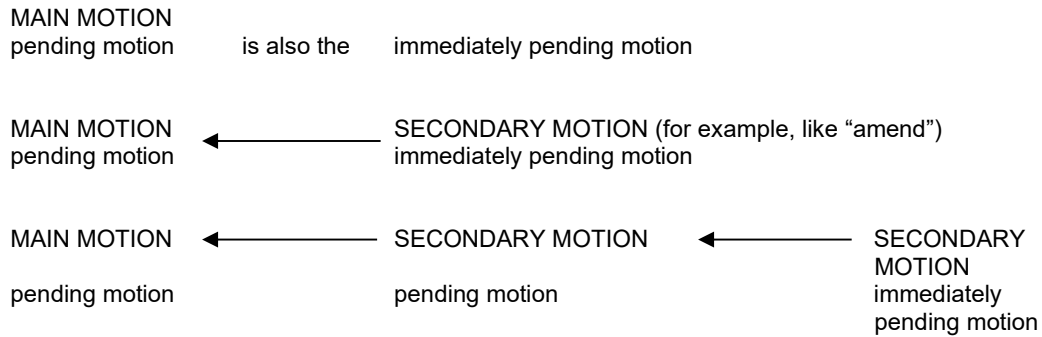 MAIN MOTION
pending motion is also the immediately pending motion
MAIN MOTION SECONDARY MOTION (for example, like “amend”)
pending motion immediately pending motion
MAIN MOTION SECONDARY MOTION SECONDARY
MOTION
pending motion pending motion immediately
pending motion